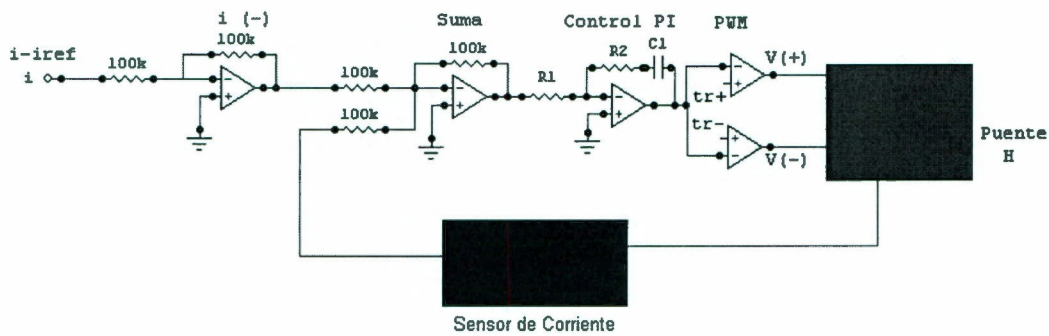 i (-)
Suma
Control PI
PWM
i-iref
100k
100k
R2
C1
V(+)
i
100k
100k
R1
tr+
100k
tr-
V(-)
Puente
H
Sensor de Corriente